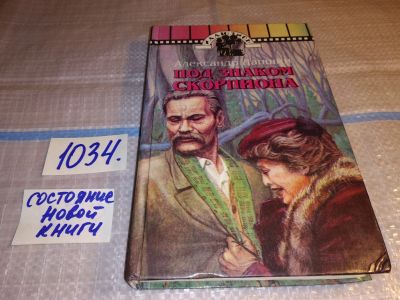 Александр
ПОД ЗНАКОМ
СКОРПИОНА
1034.
СОСТОЯНИЕ
НОВОЙ
КНИГИ